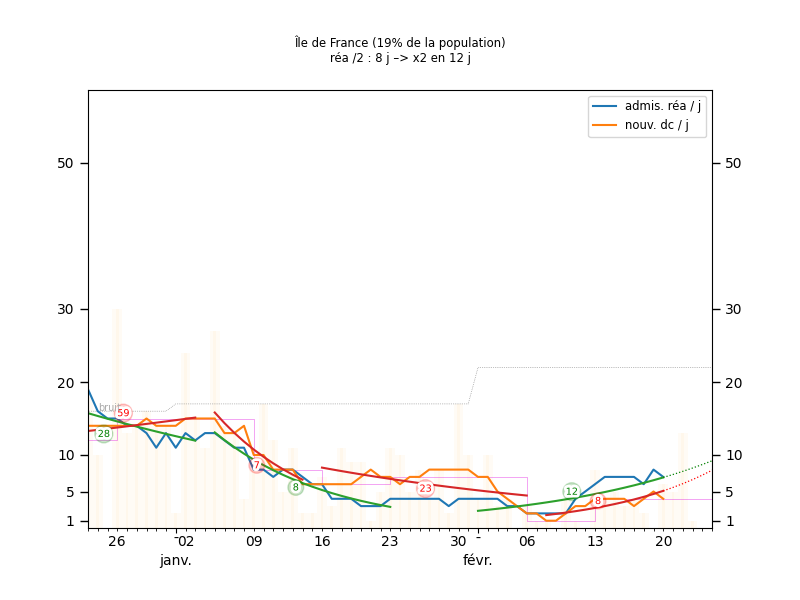 Île de France (19% de la population)
réa /2 : 8 j –> x2 en 12 j
admis. réa / j
nouv. dc / j
50 50
30 30
20 20
bruit 59
28
10 10
7
8
23
12
8
5 5
1 1
26 02 09 16 23 30 06 13 20
janv. févr.